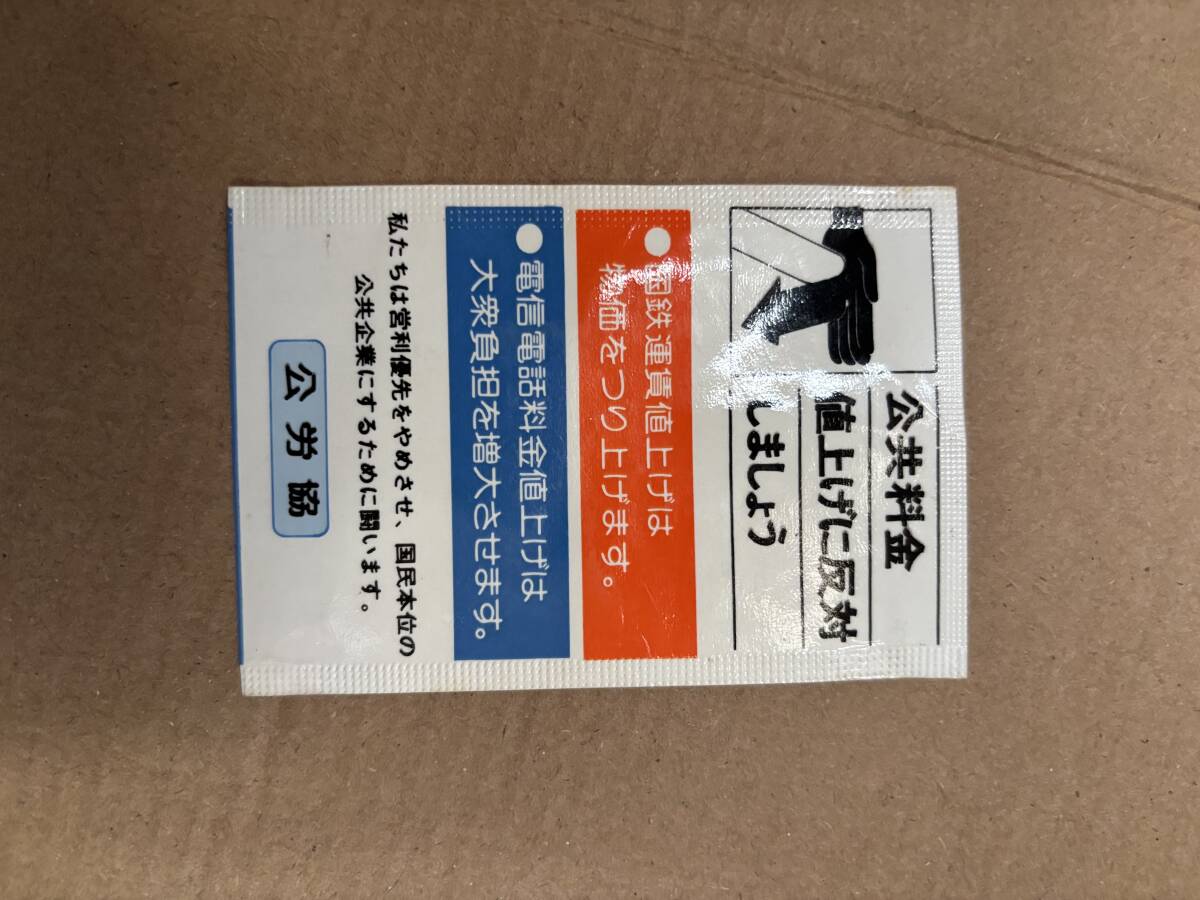 公共料金
値上げに反対
しましょう
●国鉄運賃値上げは
物価をつり上げます。
●電信電話料金値上げは
大衆負担を増大させます。
私たちは営利優先をやめさせ、国民本位の
公共企業にするために闘います。
公労協